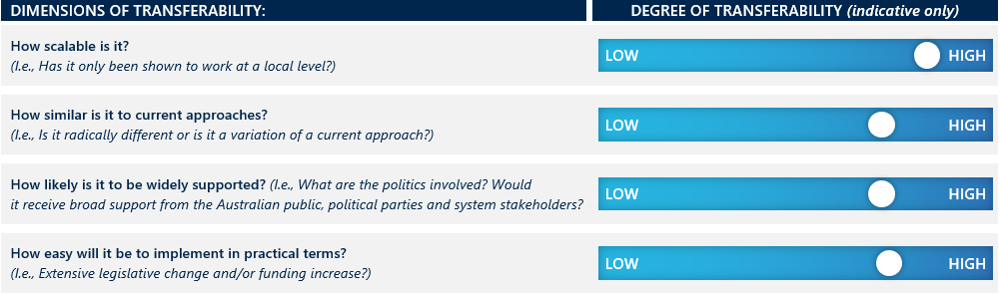 DIMENSIONS OF TRANSFERABILITY:
DEGREE OF TRANSFERABILITY (indicative only)
How scalable is it?
(I.e., Has it only been shown to work at a local level?)
LOW
HIGH
How similar is it to current approaches?
(I.e., Is it radically different or is it a variation of a current approach?)
LOW
HIGH
How likely is it to be widely supported? (I.e., What are the politics involved? Would
it receive broad support from the Australian public, political parties and system stakeholders?
LOW
HIGH
How easy will it be to implement in practical terms?
(I.e., Extensive legislative change and/or funding increase?)
LOW
HIGH